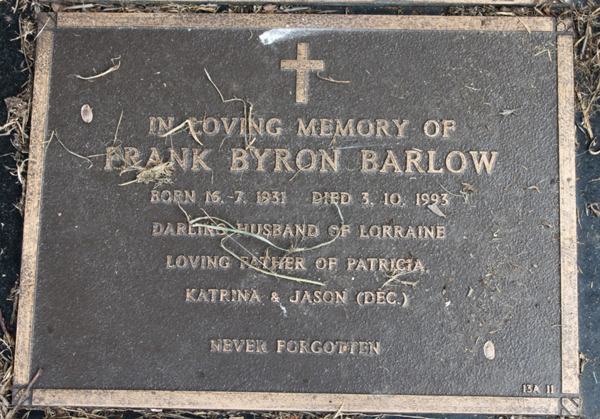 IN LOVING MEMORY OF
FRANK BYRON BARLOW
BORN 16.-7. 1931 DIED 3. 10. 1993
DARLING HUSBAND OF LORRAINE
LOVING FATHER OF PATRICIA,
KATRINA & JASON (DEC.)
NEVER FORGOTTEN
13A 11